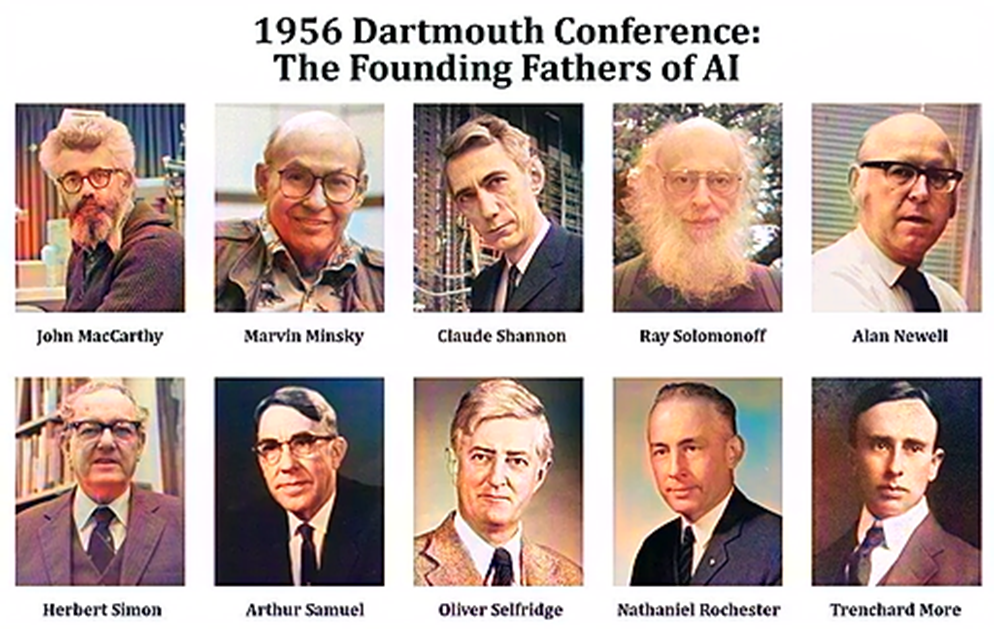 1956 Dartmouth Conference:
The Founding Fathers of AI
John MacCarthy
Marvin Minsky
Claude Shannon
Ray Solomonoff
Alan Newell
Herbert Simon
Arthur Samuel
Oliver Selfridge
Nathaniel Rochester
Trenchard More